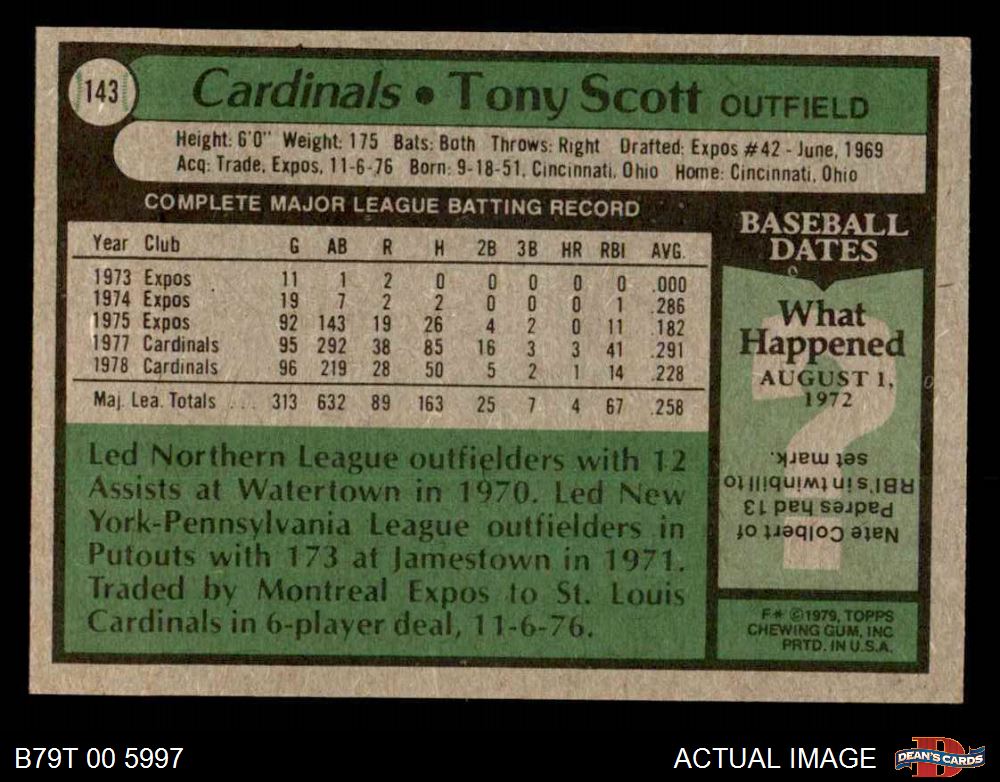 143
Cardinals • Tony Scott OUTFIELD
Height: 6'0" Weight: 175 Bats: Both Throws: Right Drafted: Expos #42 - June, 1969
Acq: Trade, Expos, 11-6-76 Born: 9-18-51, Cincinnati, Ohio Home: Cincinnati, Ohio
COMPLETE MAJOR LEAGUE BATTING RECORD
Year Club G AB R H 2B 3B HR RBI AVG.
1973 Expos 11 1 2 0 0 0 0 0 .000
1974 Expos 19 7 2 2 0 0 0 1 .286
1975 Expos 92 143 19 26 4 2 0 11 .182
1977 Cardinals 95 292 38 85 16 3 3 41 .291
1978 Cardinals 96 219 28 50 5 2 1 14 .228
Maj. Lea. Totals ... 313 632 89 163 25 7 4 67 .258
Led Northern League outfielders with 12
Assists at Watertown in 1970. Led New
York-Pennsylvania League outfielders in
Putouts with 173 at Jamestown in 1971.
Traded by Montreal Expos to St. Louis
Cardinals in 6-player deal, 11-6-76.
BASEBALL
DATES
What
Happened
AUGUST 1,
1972
?
Nate Colbert of
Padres had 13
RBI's in twinbill to
set mark.
F* ©1979, TOPPS
CHEWING GUM, INC
PRTD. IN U.S.A.
B79T 00 5997
ACTUAL IMAGE
D
DEAN'S CARDS